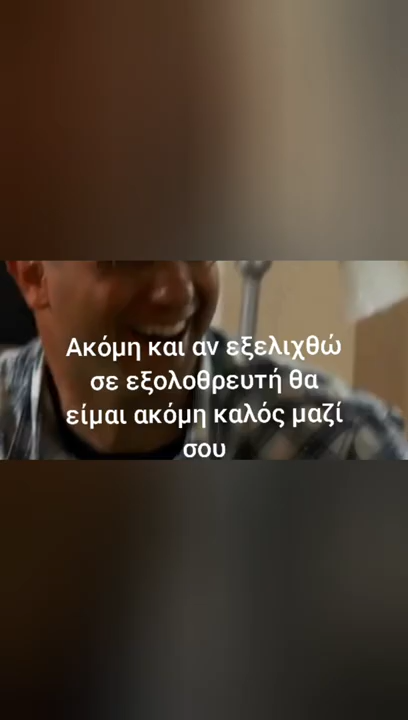 Ακόμη και αν εξελιχθώ
σε εξολοθρευτή θα
είμαι ακόμη καλός μαζί
σου